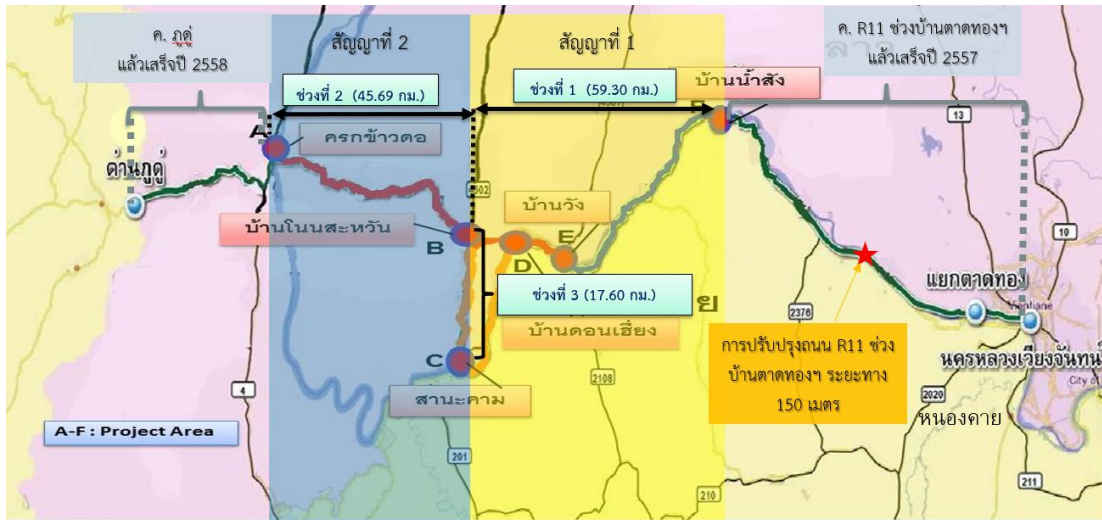 ค. ภูดู่
แล้วเสร็จปี 2558
สัญญาที่ 2
สัญญาที่ 1
ค. R11 ช่วงบ้านตาดทองฯ
แล้วเสร็จปี 2557
ช่วงที่ 2 (45.69 กม.)
ช่วงที่ 1 (59.30 กม.)
บ้านน้ำสัง
A
ครกข้าวดอ
13
ด่านภูดู่
บ้านโนนสะหวัน
B
บ้านวัง
E
D
10
ช่วงที่ 3 (17.60 กม.)
ย
แยกตาดทอง
Vientiane
2376
บ้านดอนเฮียง
C
การปรับปรุงถนน R11 ช่วง
บ้านตาดทองฯ ระยะทาง
150 เมตร
นครหลวงเวียงจันทน์
City of
4
สานะคาม
2108
2020
หนองคาย
A-F : Project Area
201
210
211